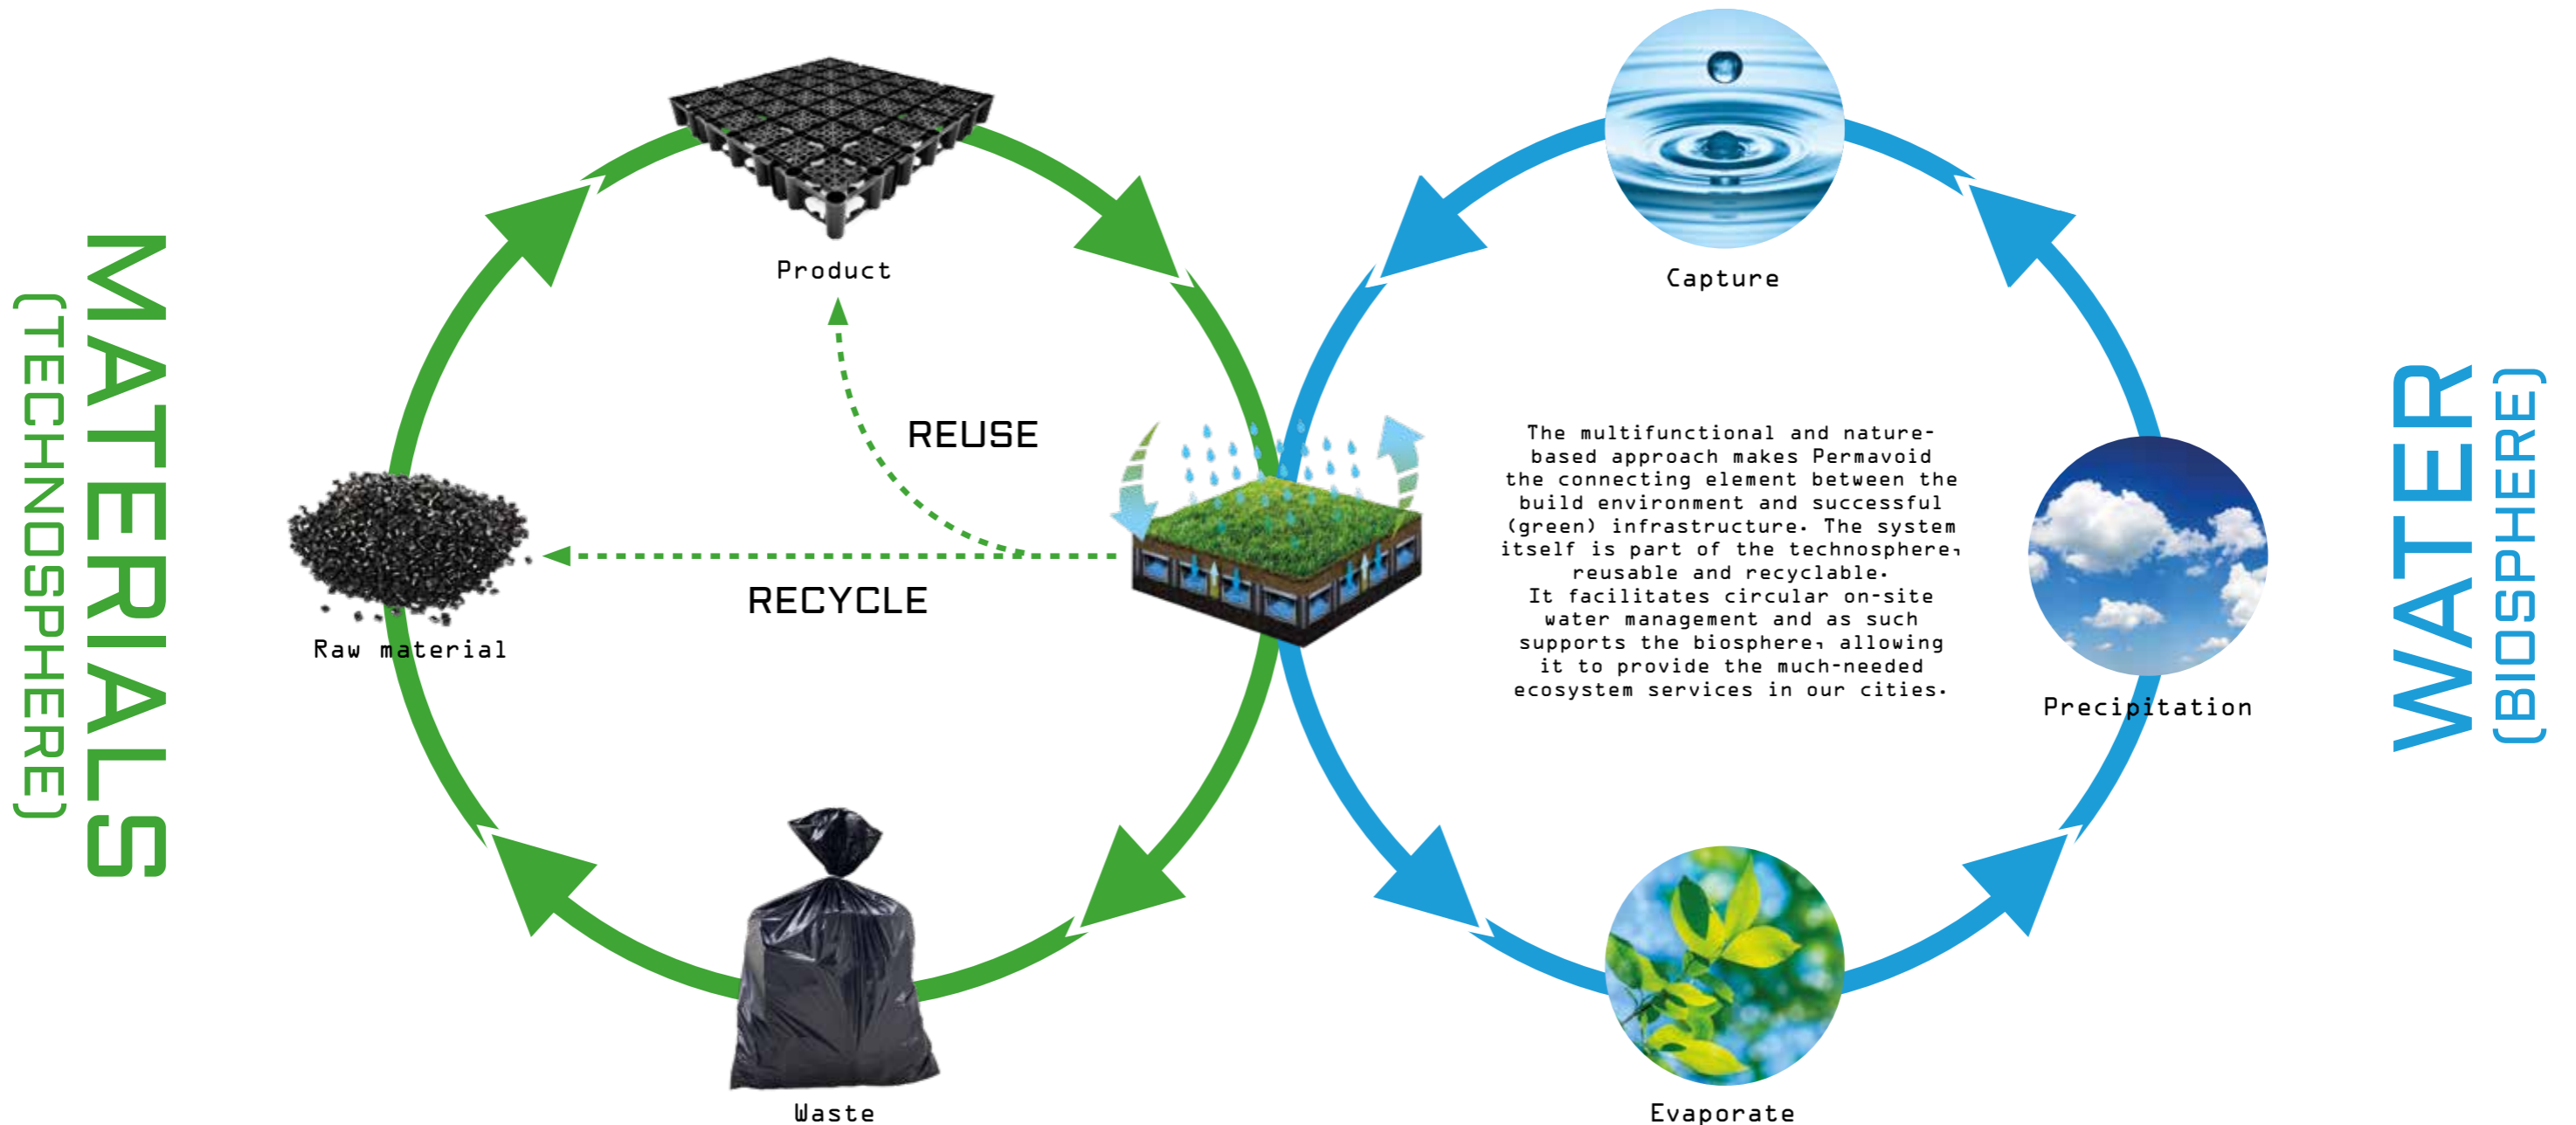 MATERIALS
(TECHNOSPHERE)
Product
REUSE
RECYCLE
Raw material
Waste
Capture
The multifunctional and nature-
based approach makes Permavoid
the connecting element between the
build environment and successful
(green) infrastructure. The system
itself is part of the technosphere,
reusable and recyclable.
It facilitates circular on-site
water management and as such
supports the biosphere, allowing
it to provide the much-needed
ecosystem services in our cities.
Precipitation
Evaporate
WATER
(BIOSPHERE)